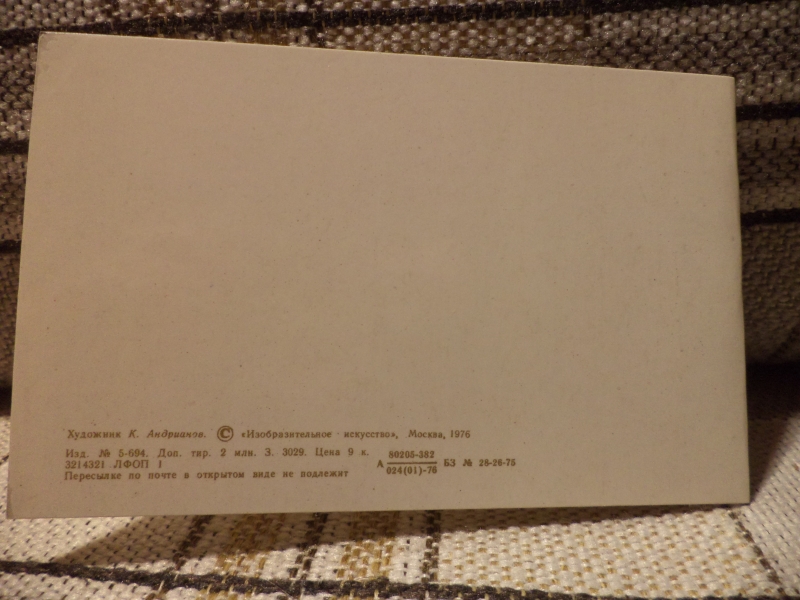 Художник К. Андрианов. © «Изобразительное искусство», Москва, 1976
Изд. № 5-694. Доп. тир. 2 млн. З. 3029. Цена 9 к.
3214321 ЛФОП 1
Пересылке по почте в открытом виде не подлежит
А 80205-382
024(01)-76 БЗ № 26-26-75